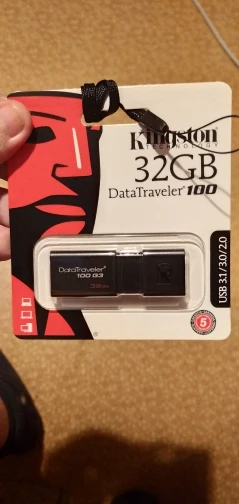 Kingston
TECHNOLOGY
32GB
DataTraveler® 100
DataTraveler®
100 G3
32GB
USB 3.1/3.0/2.0
5